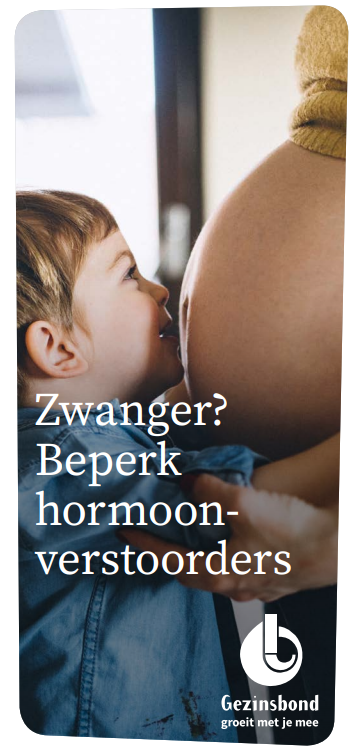 Zwanger?
Beperk
hormoon-
verstoorders
Gezinsbond
groeit met je mee